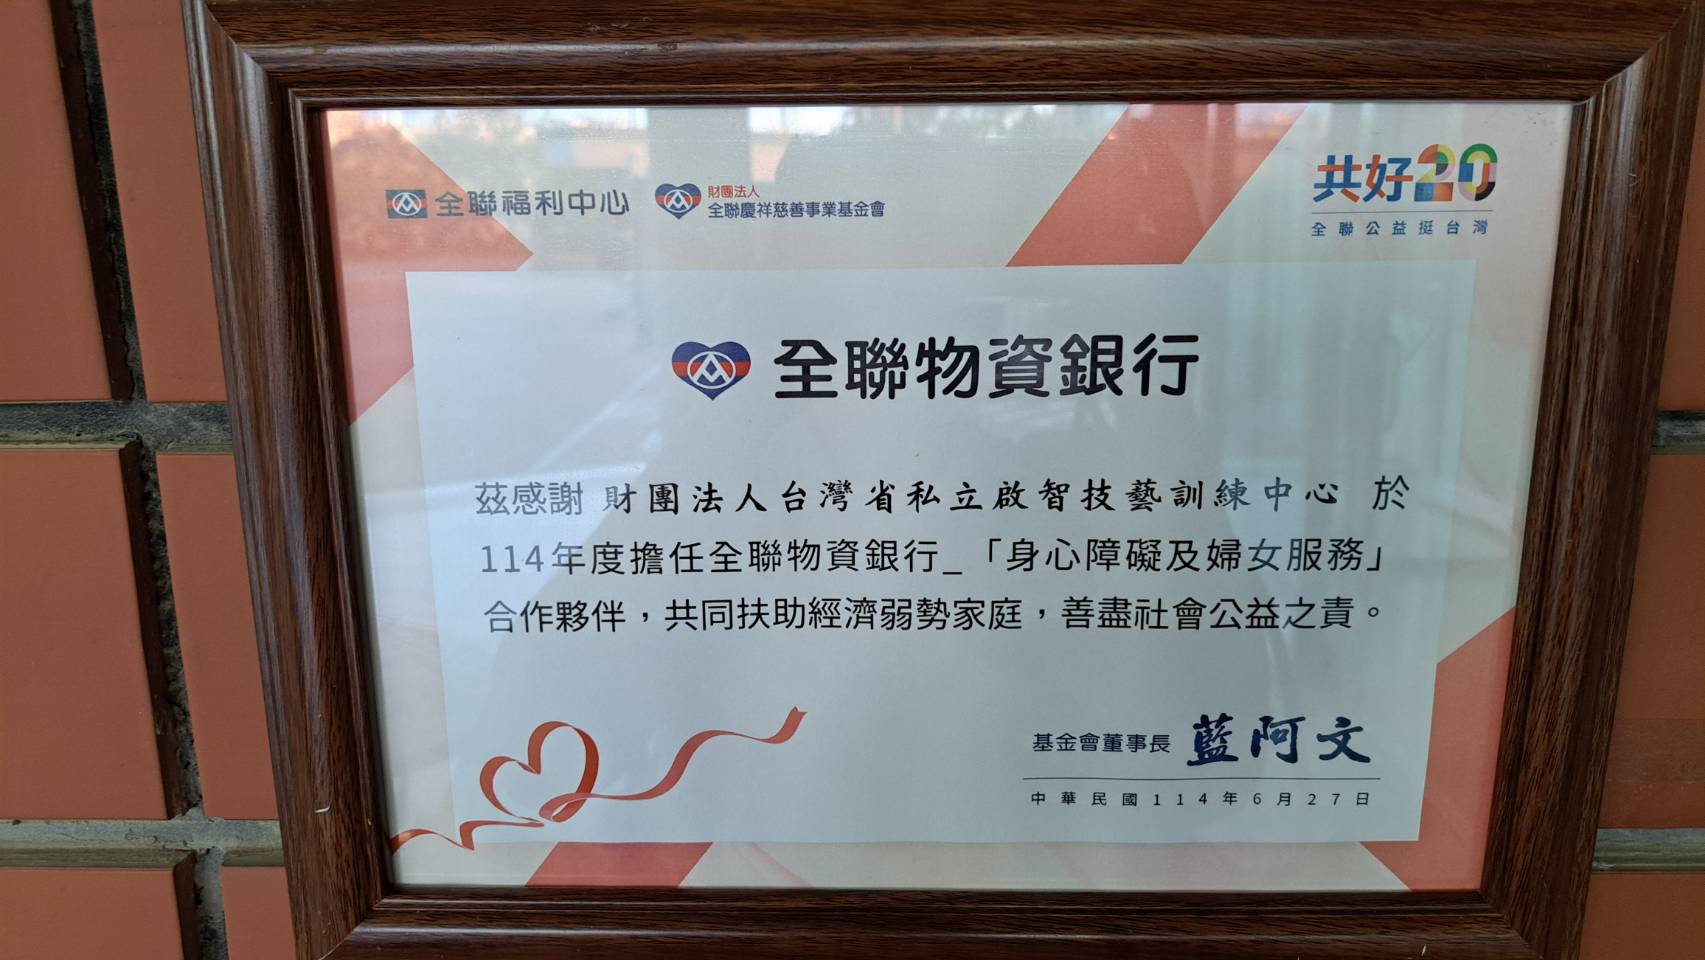 全聯福利中心
財團法人
全聯慶祥慈善事業基金會
共好20
全聯公益挺台灣
全聯物資銀行
茲感謝 財團法人台灣省私立啟智技藝訓練中心 於
114年度擔任全聯物資銀行_「身心障礙及婦女服務」
合作夥伴，共同扶助經濟弱勢家庭，善盡社會公益之責。
基金會董事長 藍阿文
中華民國114年6月27日